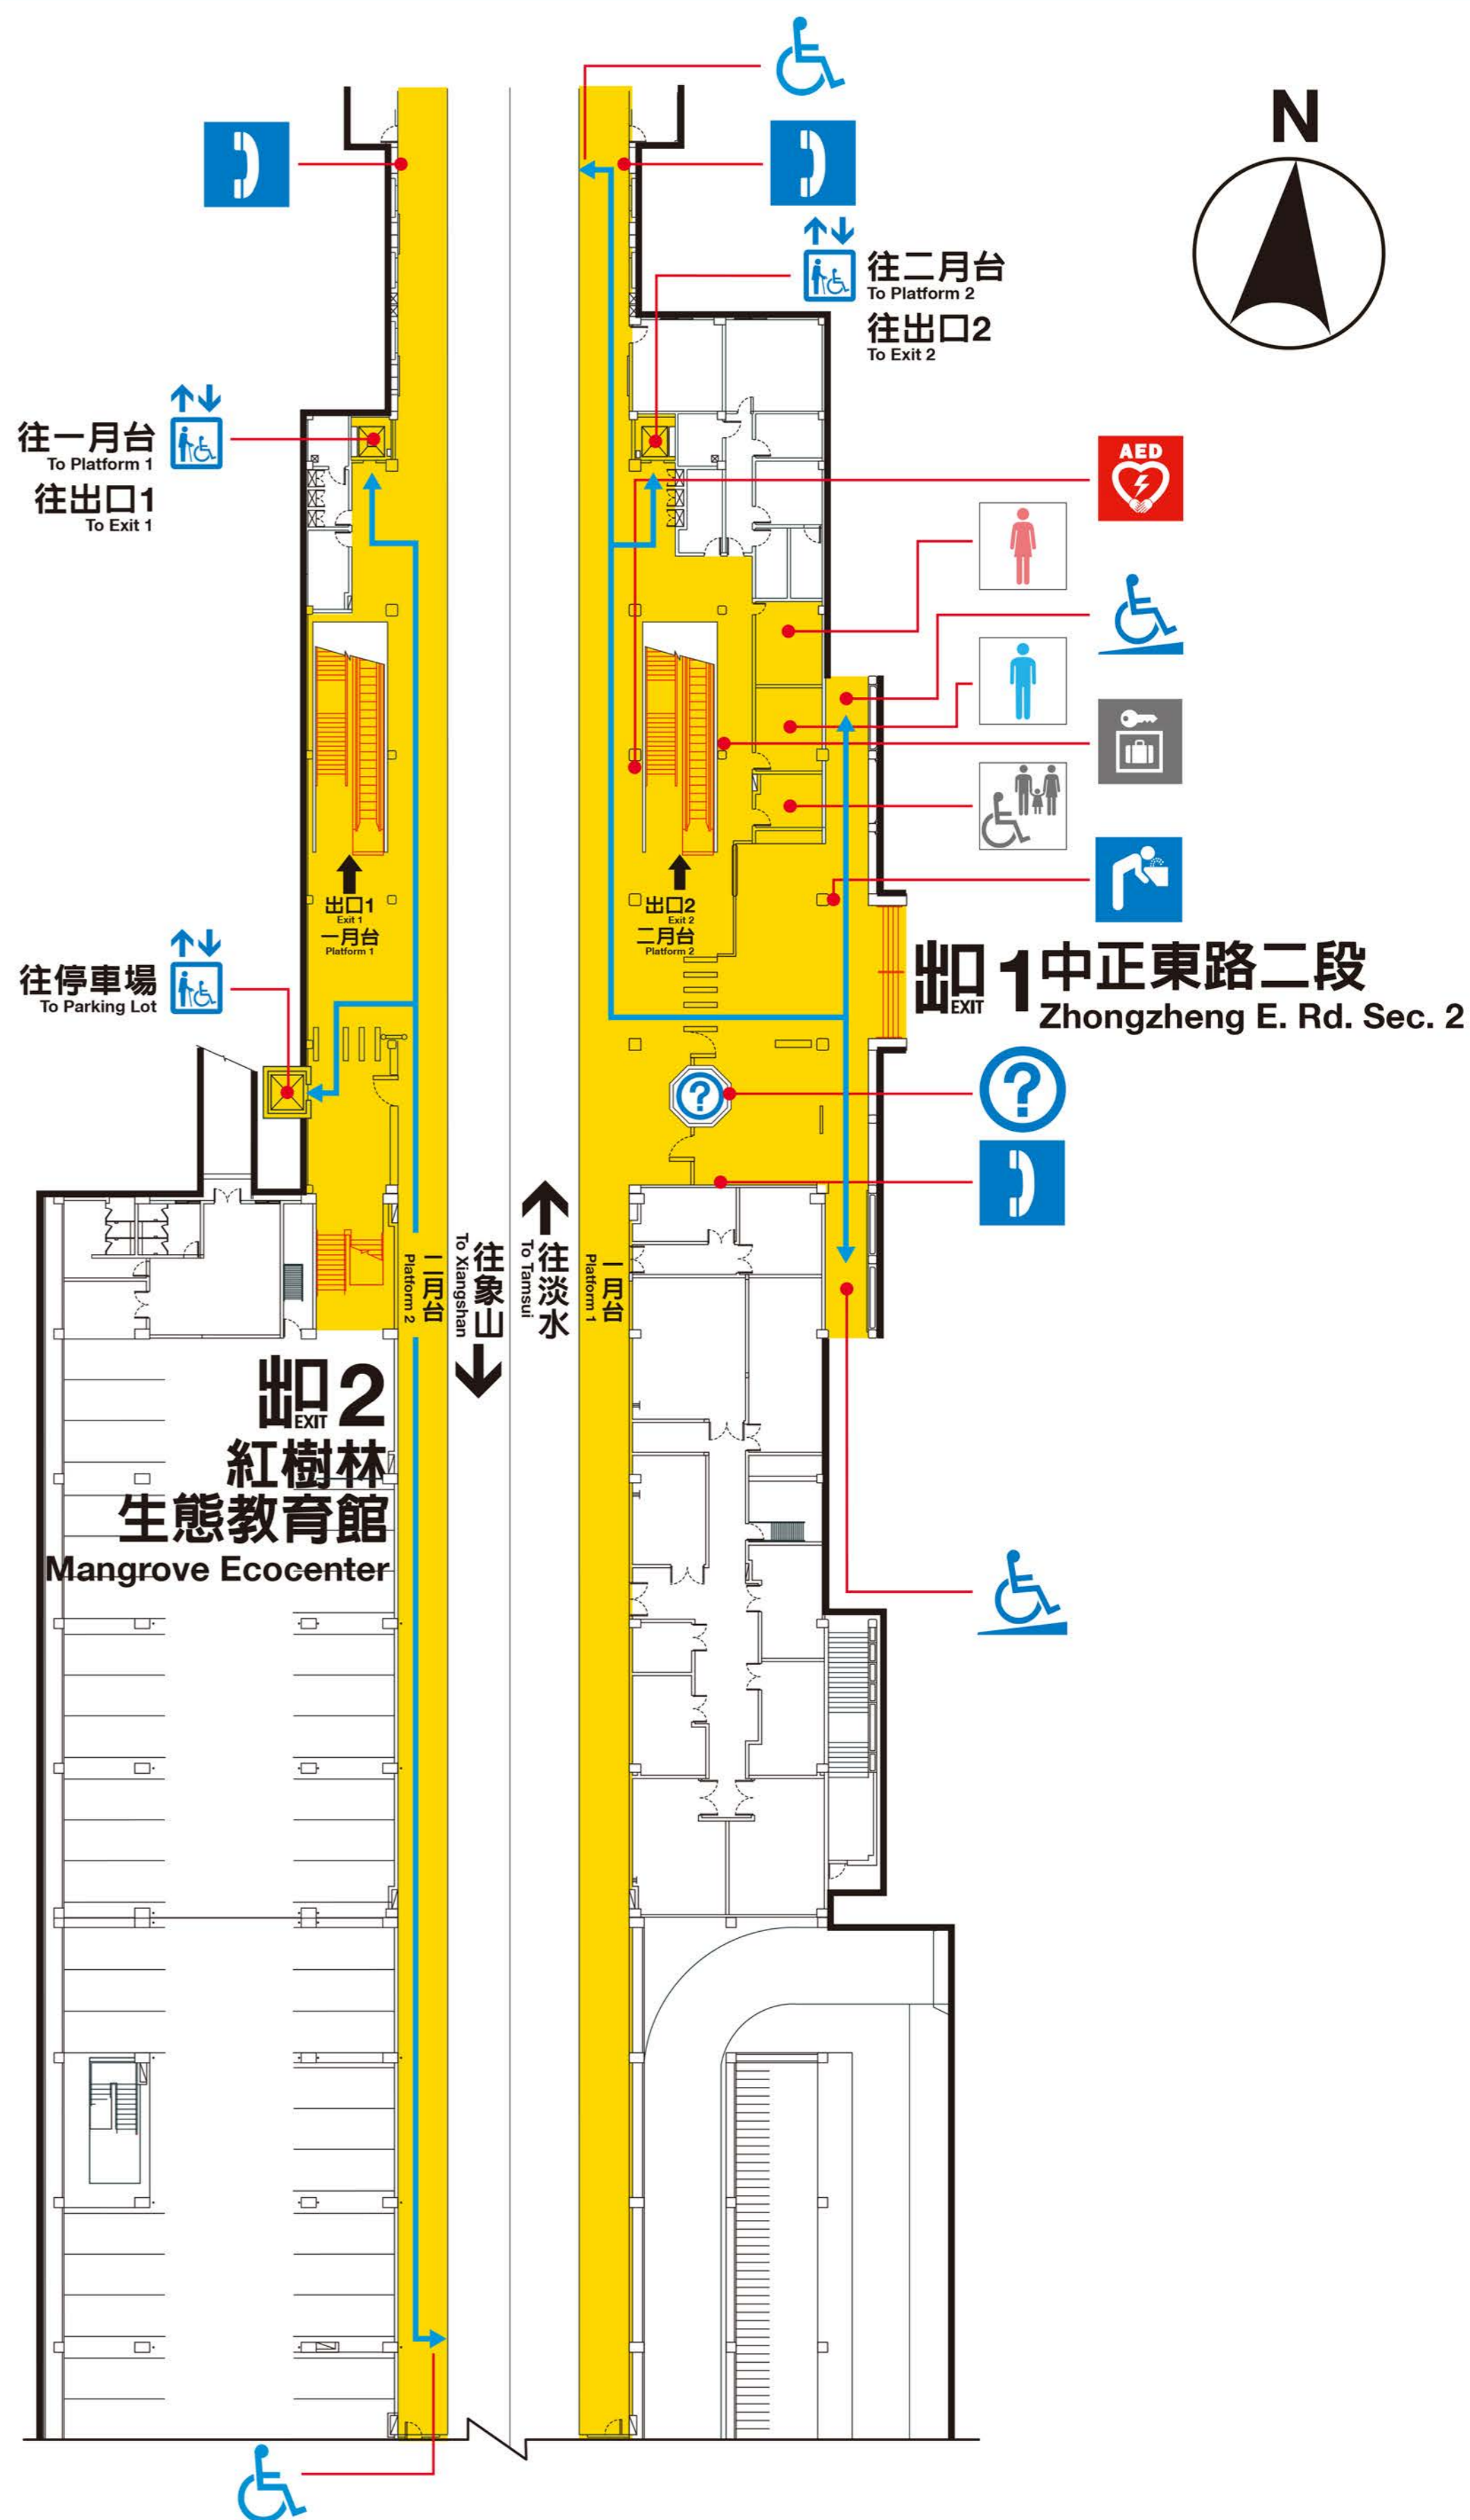 N
往二月台
To Platform 2
往出口2
To Exit 2
往一月台
To Platform 1
往出口1
To Exit 1
AED
出口1
Exit 1
一月台
Platform 1
出口2
Exit 2
二月台
Platform 2
往停車場
To Parking Lot
出口 EXIT 1 中正東路二段
Zhongzheng E. Rd. Sec. 2
?
?
二月台
Platform 2
往象山
To Xiangshan
往淡水
To Tamsui
一月台
Platform 1
出口 EXIT 2
紅樹林
生態教育館
Mangrove Ecocenter